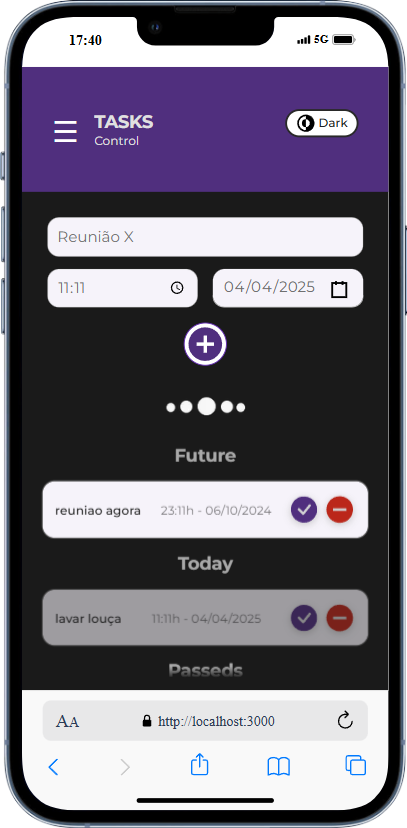 17:40
5G
TASKS
Control
Dark
Reunião X
11:11
04/04/2025
Future
reuniao agora 23:11h - 06/10/2024
Today
lavar louça 11:11h - 04/04/2025
Passeds
AA
http://localhost:3000